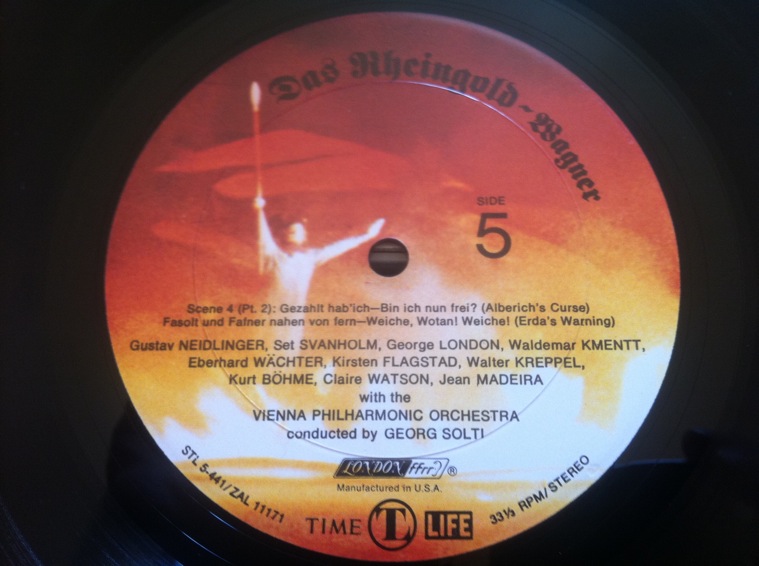 Das Rheingold - Wagner
SIDE
5
Scene 4 (Pt. 2): Gezahlt hab'ich—Bin ich nun frei? (Alberich's Curse)
Fasolt und Fafner nahen von fern—Weiche, Wotan! Weiche! (Erda's Warning)
Gustav NEIDLINGER, Set SVANHOLM, George LONDON, Waldemar KMENTT,
Eberhard WÄCHTER, Kirsten FLAGSTAD, Walter KREPPEL,
Kurt BÖHME, Claire WATSON, Jean MADEIRA
with the
VIENNA PHILHARMONIC ORCHESTRA
conducted by GEORG SOLTI
LONDON ffrr ®
Manufactured in U.S.A.
STL 5-441/ZAL 11171
TIME TL LIFE
33⅓ RPM/STEREO